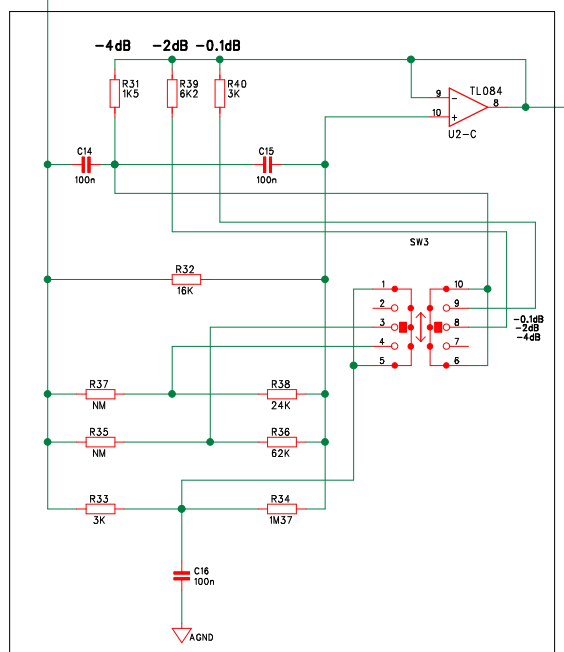 -4dB -2dB -0.1dB
R31
1K5
R39
6K2
R40
3K
TL084
9
8
10
U2-C
C14
100n
C15
100n
SW3
R32
16K
1
10
2
9
3
8
4
7
5
6
-0.1dB
-2dB
-4dB
R37
NM
R38
24K
R35
NM
R36
62K
R33
3K
R34
1M37
C16
100n
AGND